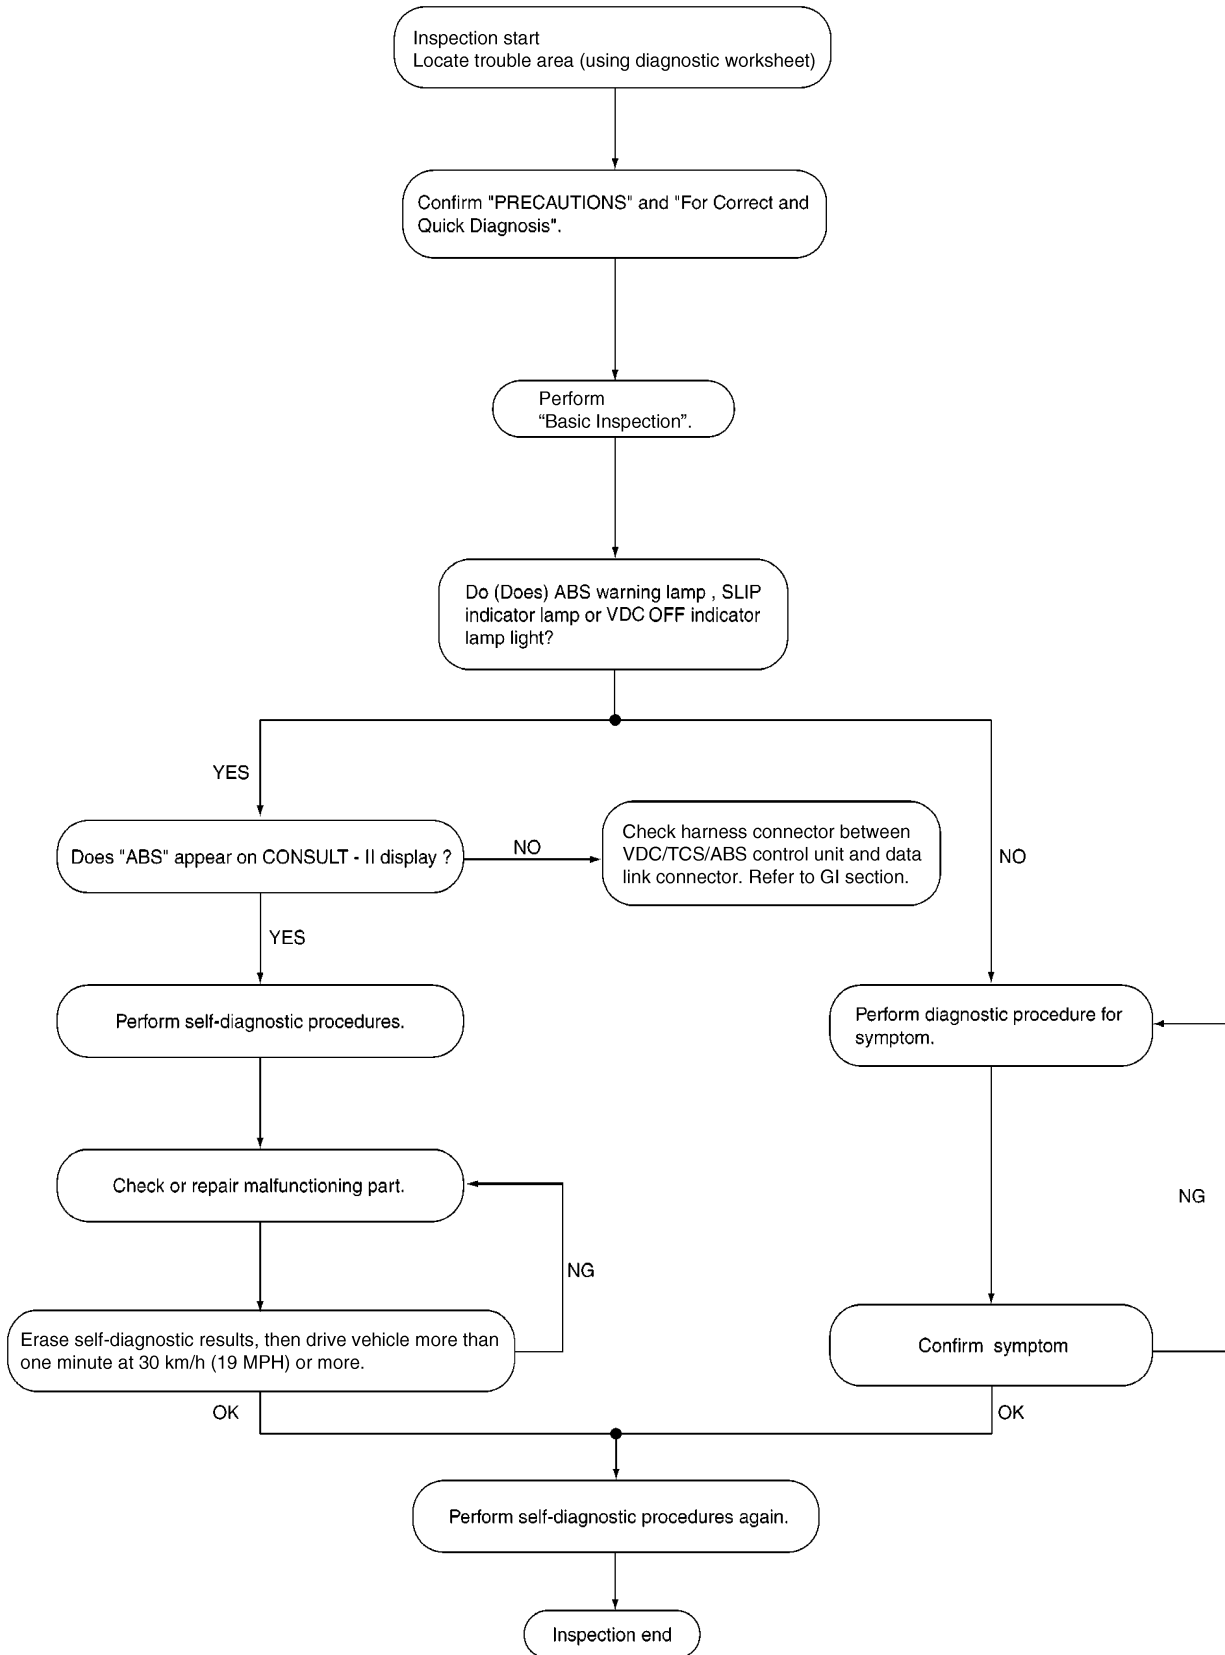 Inspection start
Locate trouble area (using diagnostic worksheet)
Confirm "PRECAUTIONS" and "For Correct and
Quick Diagnosis".
Perform
“Basic Inspection”.
Do (Does) ABS warning lamp , SLIP
indicator lamp or VDC OFF indicator
lamp light?
YES
NO
Does "ABS" appear on CONSULT - II display ?
NO
Check harness connector between
VDC/TCS/ABS control unit and data
link connector. Refer to GI section.
YES
Perform self-diagnostic procedures.
Perform diagnostic procedure for
symptom.
Check or repair malfunctioning part.
NG
NG
Erase self-diagnostic results, then drive vehicle more than
one minute at 30 km/h (19 MPH) or more.
Confirm symptom
OK
OK
Perform self-diagnostic procedures again.
Inspection end